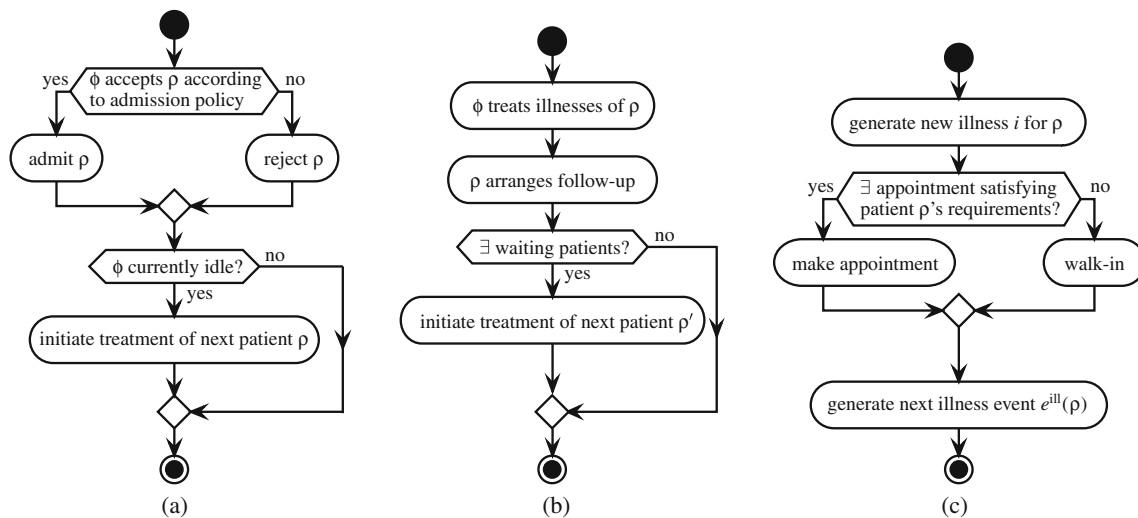 yes
ϕ accepts ρ according
to admission policy
no
admit ρ
reject ρ
ϕ currently idle?
no
yes
initiate treatment of next patient ρ
(a)
ϕ treats illnesses of ρ
ρ arranges follow-up
∃ waiting patients?
no
yes
initiate treatment of next patient ρ′
(b)
generate new illness i for ρ
yes
∃ appointment satisfying
patient ρ's requirements?
no
make appointment
walk-in
generate next illness event e^ill(ρ)
(c)